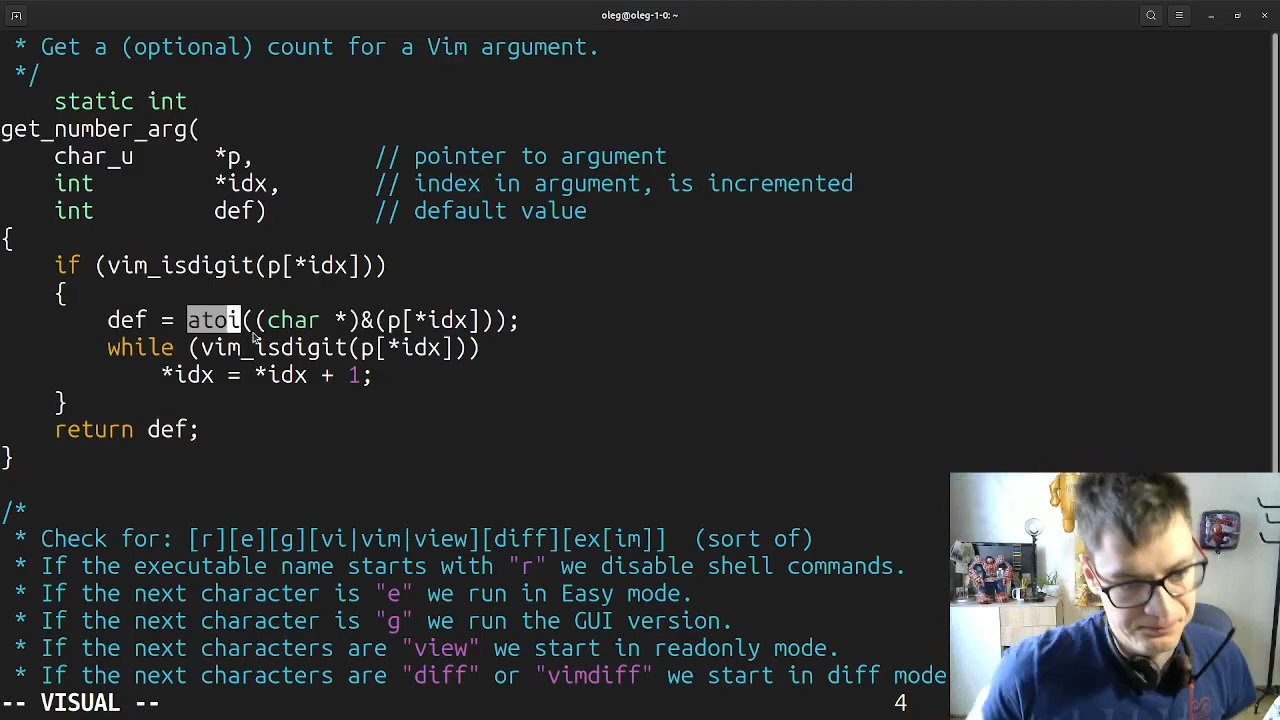 oleg@oleg-1-0: ~
 * Get a (optional) count for a Vim argument.
 */
    static int
get_number_arg(
    char_u      *p,         // pointer to argument
    int         *idx,       // index in argument, is incremented
    int         def)        // default value
{
    if (vim_isdigit(p[*idx]))
    {
        def = atoi((char *)&(p[*idx]));
        while (vim_isdigit(p[*idx]))
            *idx = *idx + 1;
    }
    return def;
}
/*
 * Check for: [r][e][g][vi|vim|view][diff][ex[im]]  (sort of)
 * If the executable name starts with "r" we disable shell commands.
 * If the next character is "e" we run in Easy mode.
 * If the next character is "g" we run the GUI version.
 * If the next characters are "view" we start in readonly mode.
 * If the next characters are "diff" or "vimdiff" we start in diff mode
-- VISUAL -- 4